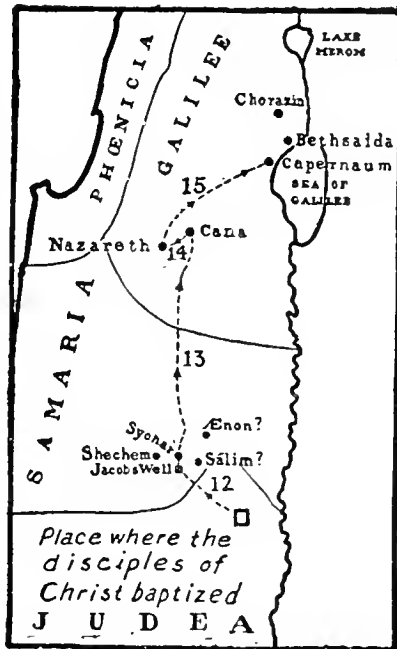 LAKE
MEROM
PHŒNICIA
GALILEE
Chorazin
Bethsaida
Capernaum
SEA OF
GALILEE
15
Cana
Nazareth
14
SAMARIA
13
Ænon?
Sychar
Shechem
Jacobs Well
Sálim?
12
Place where the
disciples of
Christ baptized
JUDEA